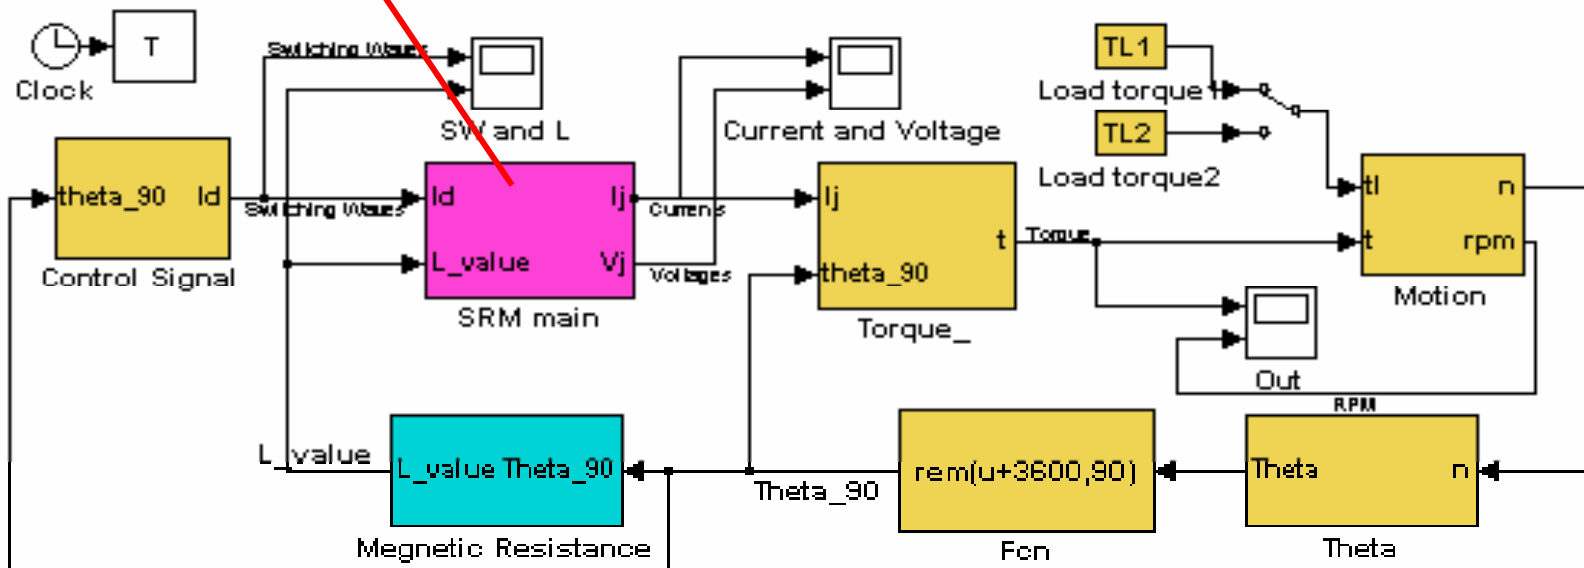 T
Clock
Switching Waves
SW and L
Current and Voltage
TL1
Load torque1
TL2
Load torque2
theta_90 Id
Control Signal
Switching Waves
Id Ij
L_value Vj
SRM main
Currents
Voltages
Ij
t
theta_90
Torque_
Torque
tl n
t rpm
Motion
Out
RPM
L_value
L_value Theta_90
Megnetic Resistance
Theta_90
rem(u+3600,90)
Fcn
Theta n
Theta